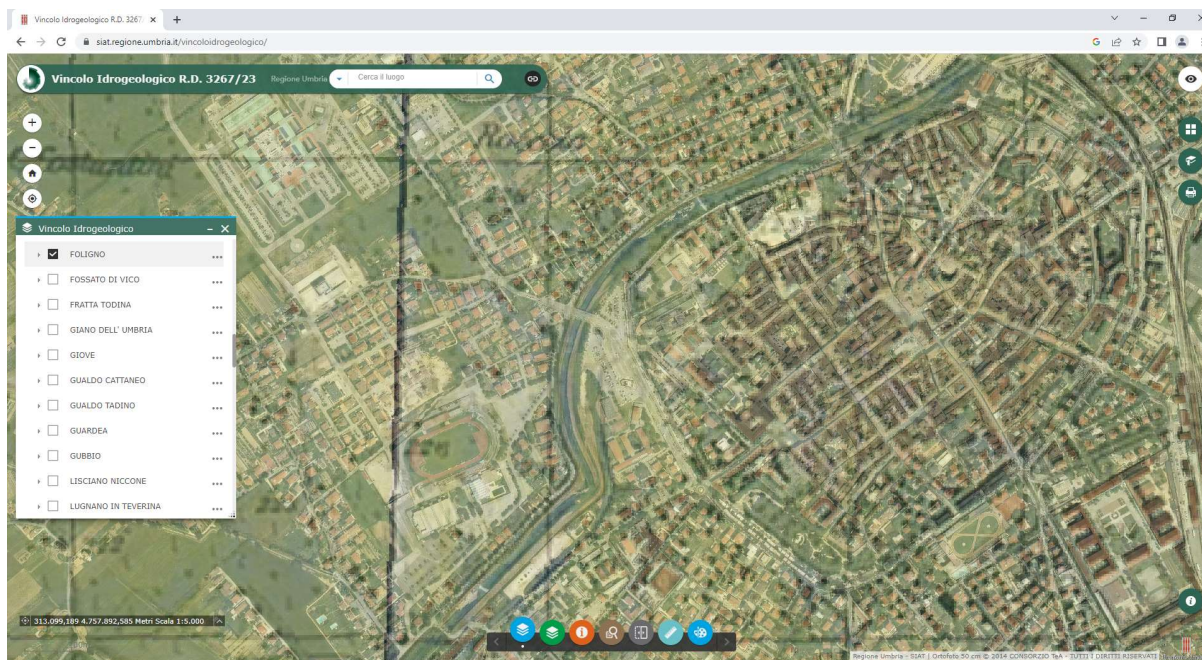 Vincolo Idrogeologico R.D. 3267
siat.regione.umbria.it/vincoloidrogeologico/
Vincolo Idrogeologico R.D. 3267/23
Regione Umbria
Cerca il luogo
Vincolo Idrogeologico
FOLIGNO
FOSSATO DI VICO
FRATTA TODINA
GIANO DELL' UMBRIA
GIOVE
GUALDO CATTANEO
GUALDO TADINO
GUARDEA
GUBBIO
LISCIANO NICCONE
LUGNANO IN TEVERINA
313.099,189 4.757.892,585 Metri Scala 1:5.000
Regione Umbria - SIAT | Ortofoto 50 cm © 2014 CONSORZIO TeA - TUTTI I DIRITTI RISERVATI